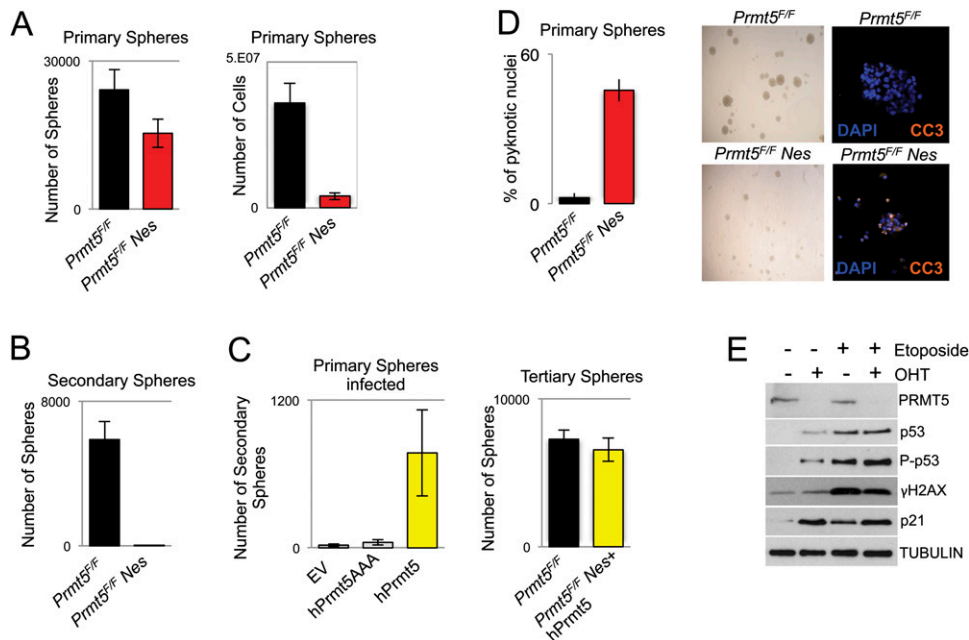 A
Primary Spheres
30000
0
Number of Spheres
Prmt5F/F
Prmt5F/F Nes
Primary Spheres
5.E07
0
Number of Cells
Prmt5F/F
Prmt5F/F Nes
D
Primary Spheres
60
0
% of pyknotic nuclei
Prmt5F/F
Prmt5F/F Nes
Prmt5F/F
Prmt5F/F
DAPI CC3
Prmt5F/F Nes
Prmt5F/F Nes
DAPI CC3
B
Secondary Spheres
8000
0
Number of Spheres
Prmt5F/F
Prmt5F/F Nes
C
Primary Spheres
infected
1200
0
Number of Secondary
Spheres
EV
hPrmt5AAA
hPrmt5
Tertiary Spheres
10000
0
Number of Spheres
Prmt5F/F
Prmt5F/F Nes+
hPrmt5
E
- - + + Etoposide
- + - + OHT
PRMT5
p53
P-p53
γH2AX
p21
TUBULIN